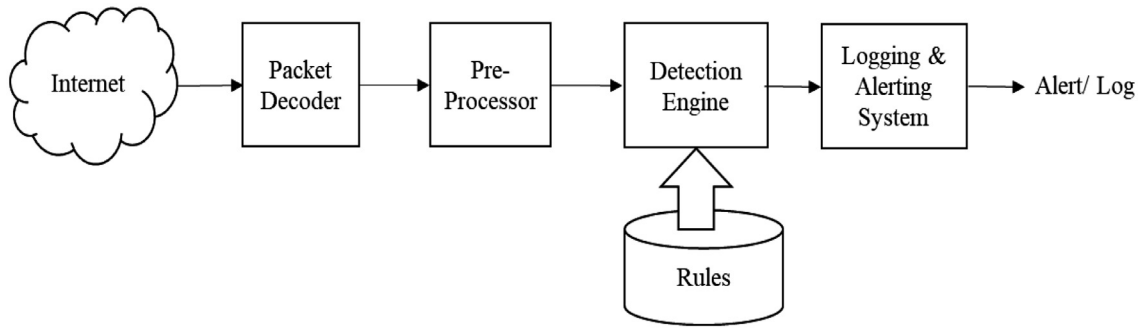 Internet
Packet
Decoder
Pre-
Processor
Detection
Engine
Logging &
Alerting
System
Alert/ Log
Rules